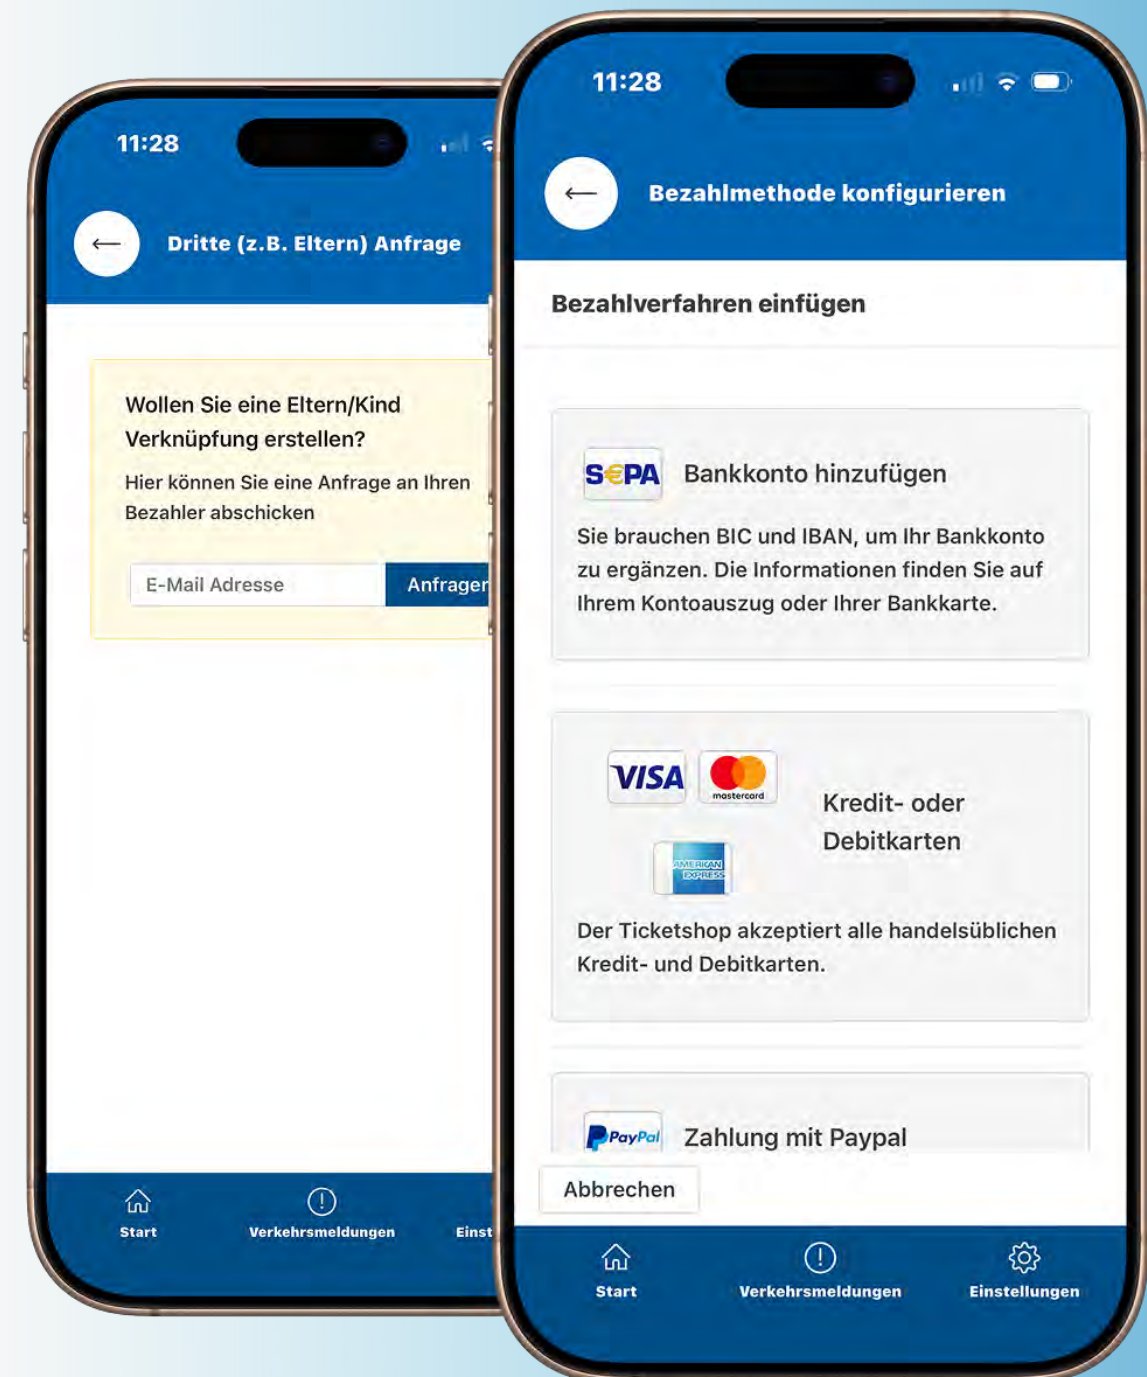 11:28
Dritte (z.B. Eltern) Anfrage
Wollen Sie eine Eltern/Kind
Verknüpfung erstellen?
Hier können Sie eine Anfrage an Ihren
Bezahler abschicken
E-Mail Adresse
Anfragen
Start
Verkehrsmeldungen
Einst
11:28
Bezahlmethode konfigurieren
Bezahlverfahren einfügen
S€PA Bankkonto hinzufügen
Sie brauchen BIC und IBAN, um Ihr Bankkonto
zu ergänzen. Die Informationen finden Sie auf
Ihrem Kontoauszug oder Ihrer Bankkarte.
VISA
mastercard
AMERICAN
EXPRESS
Kredit- oder
Debitkarten
Der Ticketshop akzeptiert alle handelsüblichen
Kredit- und Debitkarten.
PayPal Zahlung mit Paypal
Abbrechen
Start
Verkehrsmeldungen
Einstellungen